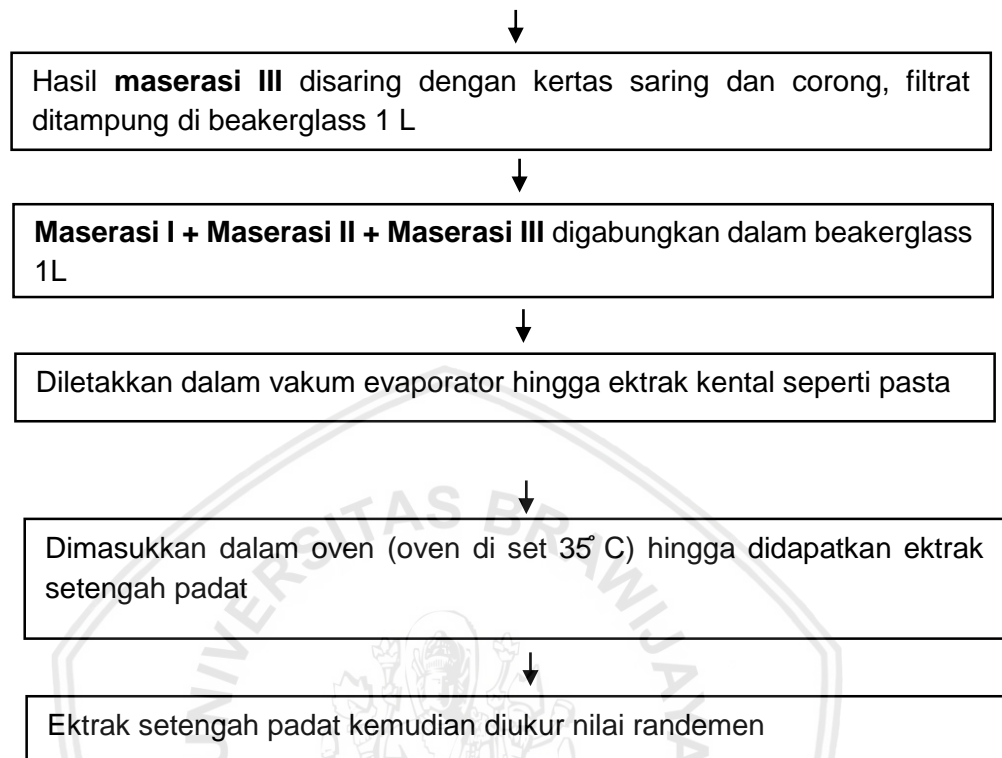 Hasil maserasi III disaring dengan kertas saring dan corong, filtrat
ditampung di beakerglass 1 L
Maserasi I + Maserasi II + Maserasi III digabungkan dalam beakerglass
1L
Diletakkan dalam vakum evaporator hingga ektrak kental seperti pasta
UNIVERSITAS BRAWIJAYA
Dimasukkan dalam oven (oven di set 35̊ C) hingga didapatkan ektrak
setengah padat
Ektrak setengah padat kemudian diukur nilai randemen